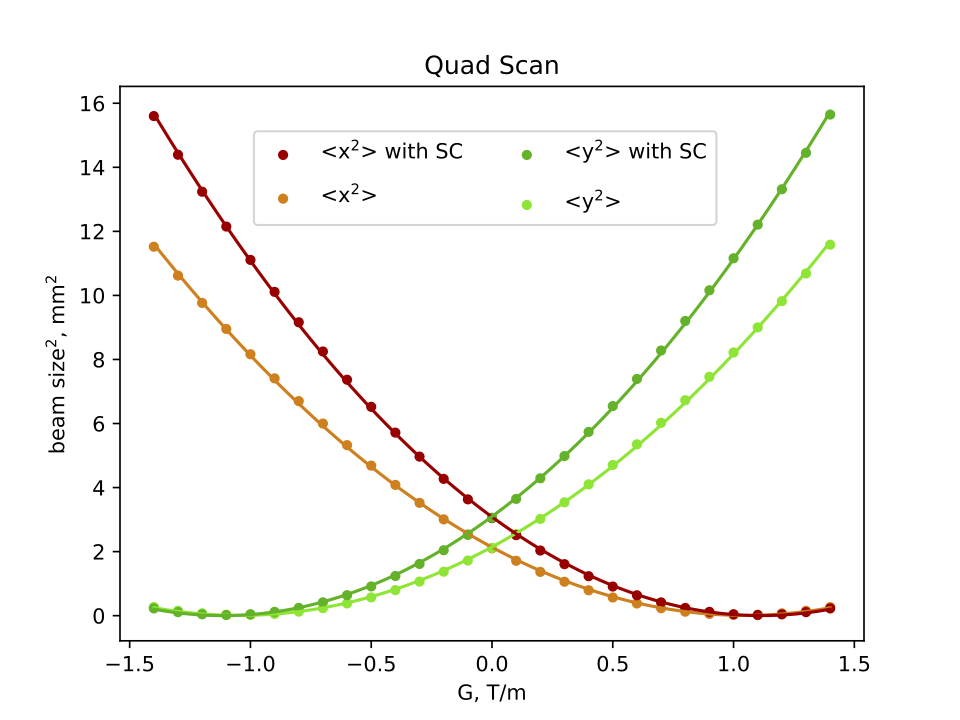 Quad Scan
16
14
12
10
8
6
4
2
0
beam size², mm²
<x²> with SC
<x²>
<y²> with SC
<y²>
−1.5 −1.0 −0.5 0.0 0.5 1.0 1.5
G, T/m